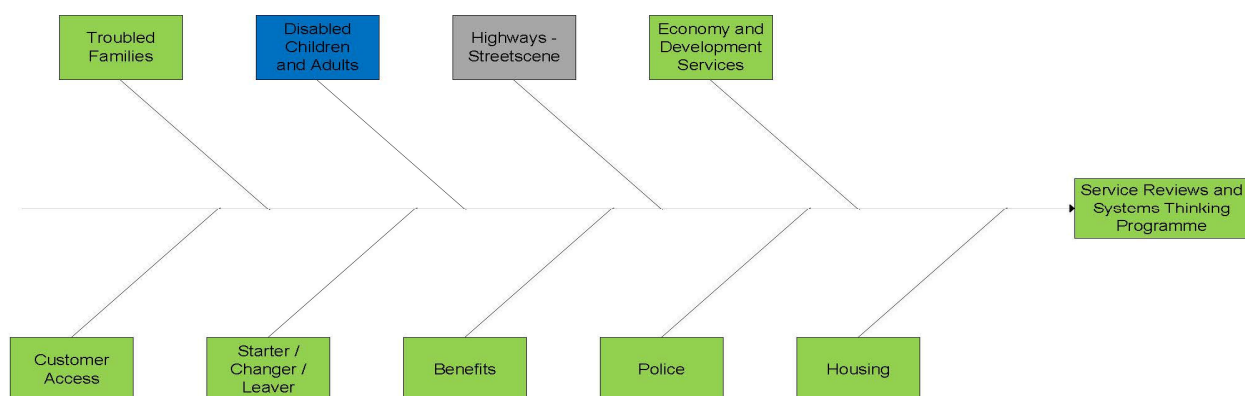 Troubled
Families
Disabled
Children
and Adults
Highways -
Streetscene
Economy and
Development
Services
Service Reviews and
Systems Thinking
Programme
Customer
Access
Starter /
Changer /
Leaver
Benefits
Police
Housing